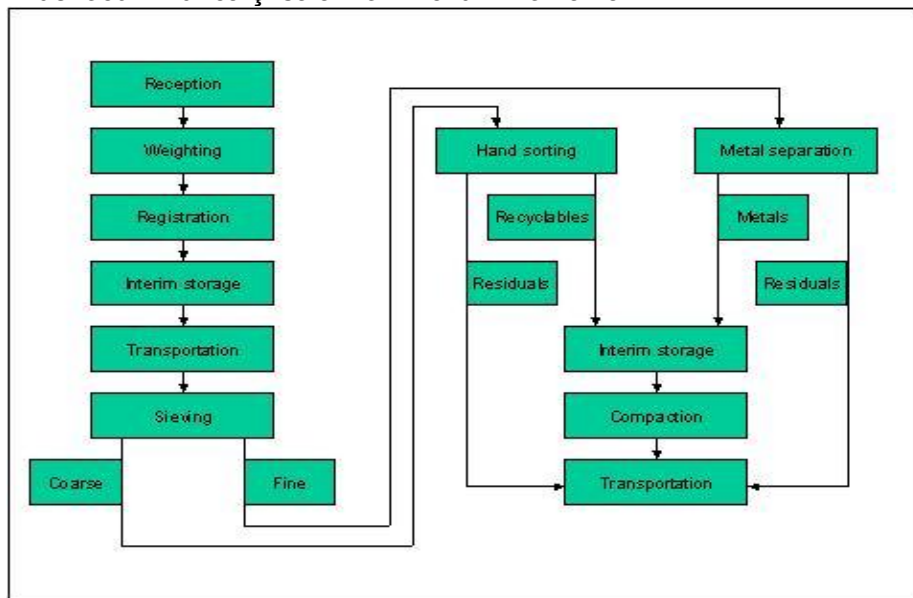 Reception
Weighting
Registration
Interim storage
Transportation
Sieving
Coarse
Fine
Hand sorting
Metal separation
Recyclables
Metals
Residuals
Residuals
Interim storage
Compaction
Transportation